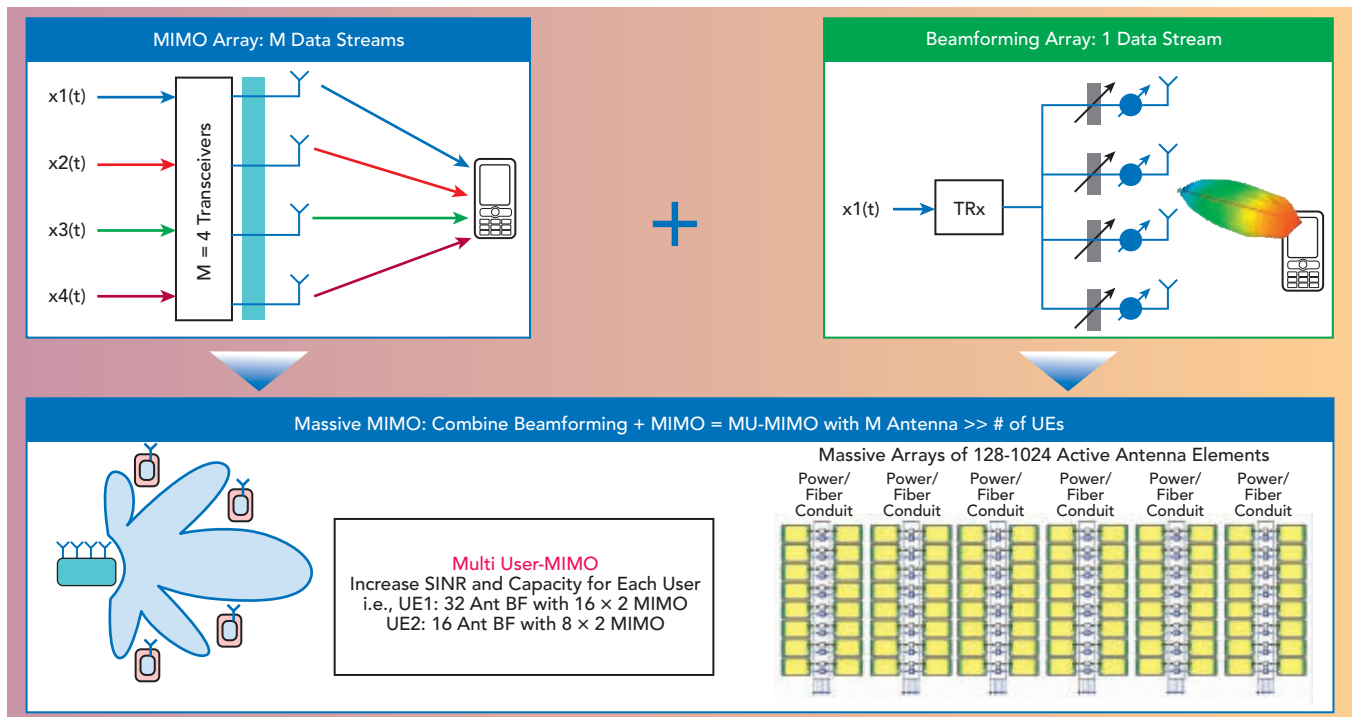 MIMO Array: M Data Streams
x1(t)
x2(t)
x3(t)
x4(t)
M = 4 Transceivers
+
Beamforming Array: 1 Data Stream
x1(t)
TRx
Massive MIMO: Combine Beamforming + MIMO = MU-MIMO with M Antenna >> # of UEs
Multi User-MIMO
Increase SINR and Capacity for Each User
i.e., UE1: 32 Ant BF with 16 × 2 MIMO
UE2: 16 Ant BF with 8 × 2 MIMO
Massive Arrays of 128-1024 Active Antenna Elements
Power/
Fiber
Conduit
Power/
Fiber
Conduit
Power/
Fiber
Conduit
Power/
Fiber
Conduit
Power/
Fiber
Conduit
Power/
Fiber
Conduit